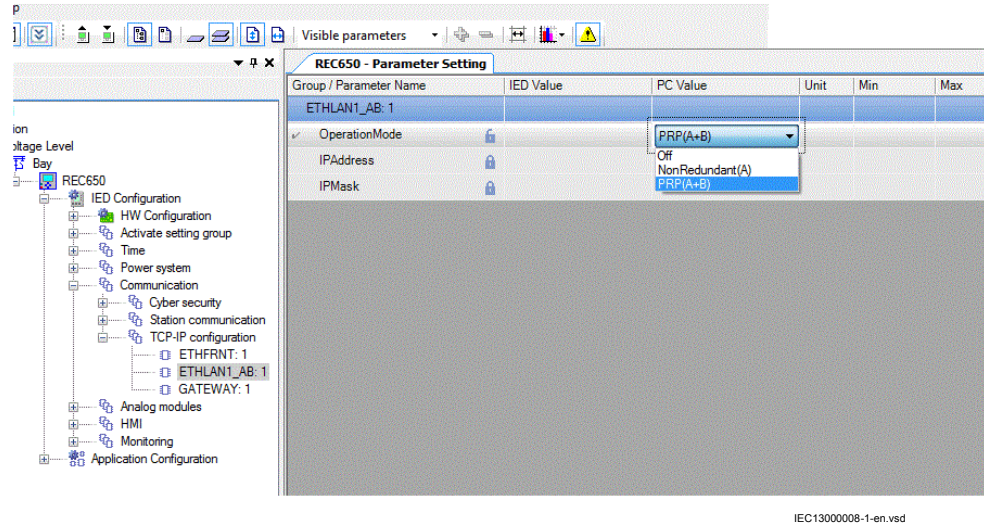 p
Visible parameters
REC650 - Parameter Setting
Group / Parameter Name IED Value PC Value Unit Min Max
ETHLAN1_AB: 1
OperationMode PRP(A+B)
Off
NonRedundant(A)
PRP(A+B)
IPAddress
IPMask
ion
oltage Level
Bay
REC650
IED Configuration
HW Configuration
Activate setting group
Time
Power system
Communication
Cyber security
Station communication
TCP-IP configuration
ETHFRNT: 1
ETHLAN1_AB: 1
GATEWAY: 1
Analog modules
HMI
Monitoring
Application Configuration
IEC13000008-1-en.vsd